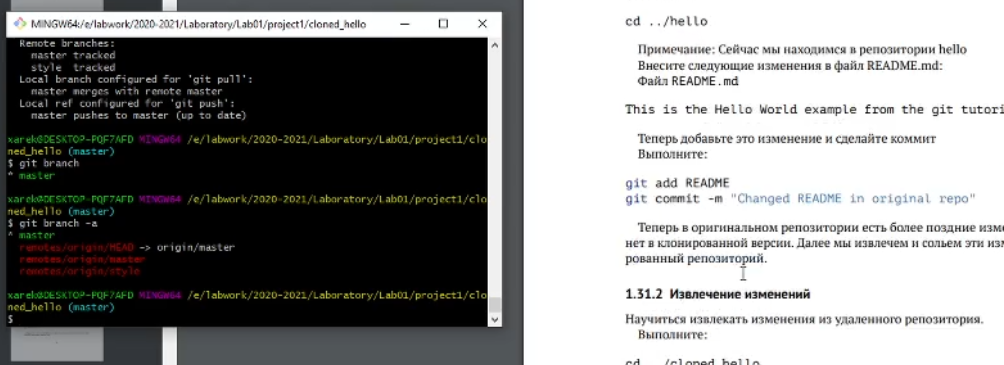 MINGW64:/e/labwork/2020-2021/Laboratory/Lab01/project1/cloned_hello
Remote branches:
master tracked
style tracked
Local branch configured for 'git pull':
master merges with remote master
Local ref configured for 'git push':
master pushes to master (up to date)
xarek@DESKTOP-PQF7AFD MINGW64 /e/labwork/2020-2021/Laboratory/Lab01/project1/clo
ned_hello (master)
$ git branch
* master
xarek@DESKTOP-PQF7AFD MINGW64 /e/labwork/2020-2021/Laboratory/Lab01/project1/clo
ned_hello (master)
$ git branch -a
* master
remotes/origin/HEAD -> origin/master
remotes/origin/master
remotes/origin/style
xarek@DESKTOP-PQF7AFD MINGW64 /e/labwork/2020-2021/Laboratory/Lab01/project1/clo
ned_hello (master)
$
cd ../hello
Примечание: Сейчас мы находимся в репозитории hello
Внесите следующие изменения в файл README.md:
Файл README.md
This is the Hello World example from the git tutori
Теперь добавьте это изменение и сделайте коммит
Выполните:
git add README
git commit -m "Changed README in original repo"
Теперь в оригинальном репозитории есть более поздние изме
нет в клонированной версии. Далее мы извлечем и сольем эти из
рованный репозиторий.
1.31.2 Извлечение изменений
Научиться извлекать изменения из удаленного репозитория.
Выполните:
cd ../cloned_hello